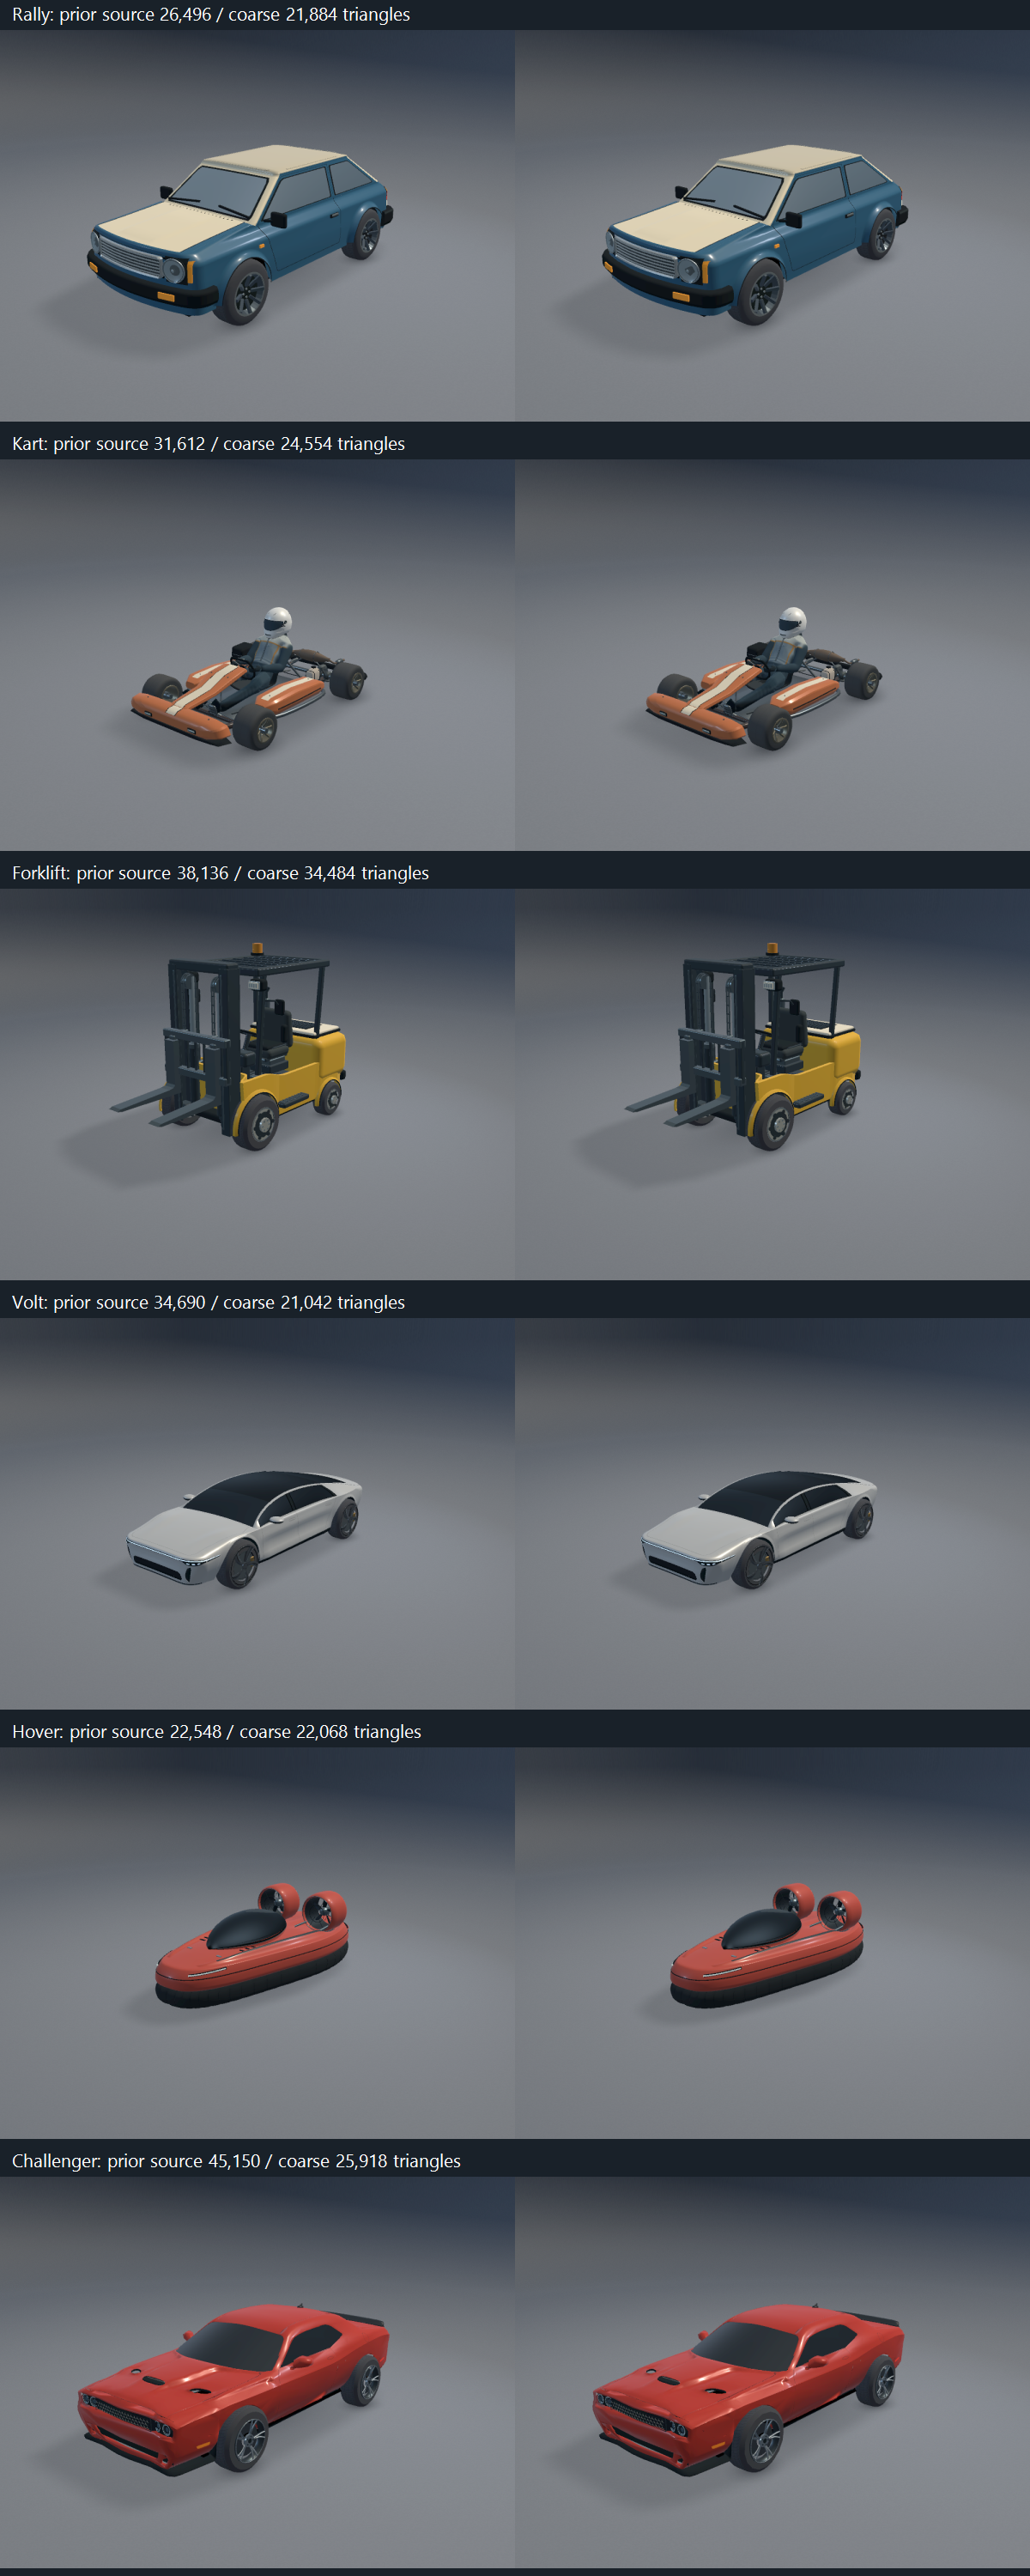 Rally: prior source 26,496 / coarse 21,884 triangles
Kart: prior source 31,612 / coarse 24,554 triangles
Forklift: prior source 38,136 / coarse 34,484 triangles
Volt: prior source 34,690 / coarse 21,042 triangles
Hover: prior source 22,548 / coarse 22,068 triangles
Challenger: prior source 45,150 / coarse 25,918 triangles